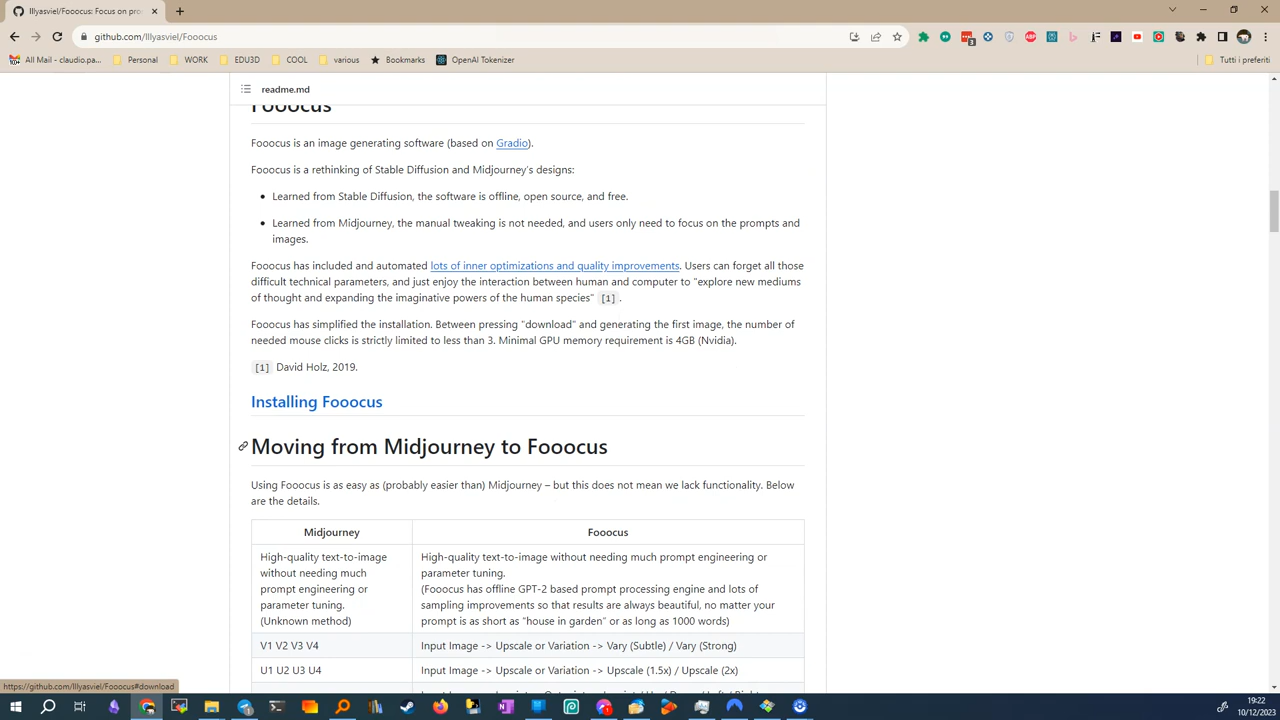 lllyasviel/Fooocus: Focus on pro
github.com/lllyasviel/Fooocus
3
ABP
All Mail - claudio.pa...
Personal
WORK
EDU3D
COOL
various
Bookmarks
OpenAI Tokenizer
Tutti i preferiti
readme.md
Fooocus
Fooocus is an image generating software (based on Gradio).
Fooocus is a rethinking of Stable Diffusion and Midjourney's designs:
• Learned from Stable Diffusion, the software is offline, open source, and free.
• Learned from Midjourney, the manual tweaking is not needed, and users only need to focus on the prompts and
images.
Fooocus has included and automated lots of inner optimizations and quality improvements. Users can forget all those
difficult technical parameters, and just enjoy the interaction between human and computer to "explore new mediums
of thought and expanding the imaginative powers of the human species" [1].
Fooocus has simplified the installation. Between pressing "download" and generating the first image, the number of
needed mouse clicks is strictly limited to less than 3. Minimal GPU memory requirement is 4GB (Nvidia).
[1] David Holz, 2019.
Installing Fooocus
Moving from Midjourney to Fooocus
Using Fooocus is as easy as (probably easier than) Midjourney – but this does not mean we lack functionality. Below
are the details.
Midjourney
Fooocus
High-quality text-to-image
without needing much
prompt engineering or
parameter tuning.
(Unknown method)
High-quality text-to-image without needing much prompt engineering or
parameter tuning.
(Fooocus has offline GPT-2 based prompt processing engine and lots of
sampling improvements so that results are always beautiful, no matter your
prompt is as short as "house in garden" or as long as 1000 words)
V1 V2 V3 V4
Input Image -> Upscale or Variation -> Vary (Subtle) / Vary (Strong)
U1 U2 U3 U4
Input Image -> Upscale or Variation -> Upscale (1.5x) / Upscale (2x)
https://github.com/lllyasviel/Fooocus#download
19:22
10/12/2023